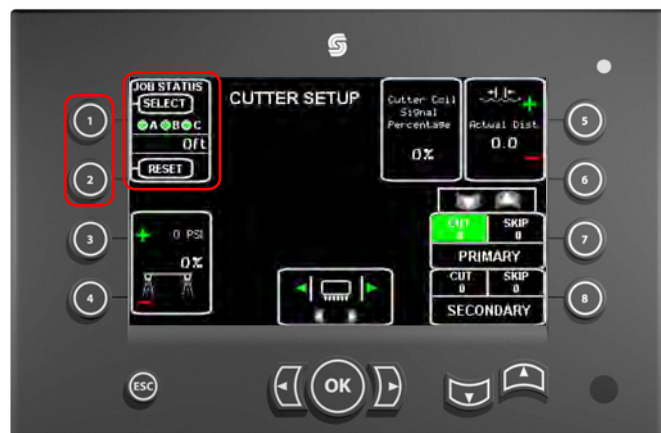 JOB STATUS
SELECT
A B C
0ft
RESET
CUTTER SETUP
Cutter Coil
Signal
Percentage
0%
+
Actual Dist.
0.0
-
1
2
3
4
5
6
7
8
+ 0 PSI
0%
-
CUT SKIP
0
PRIMARY
CUT SKIP
0 0
SECONDARY
ESC
OK